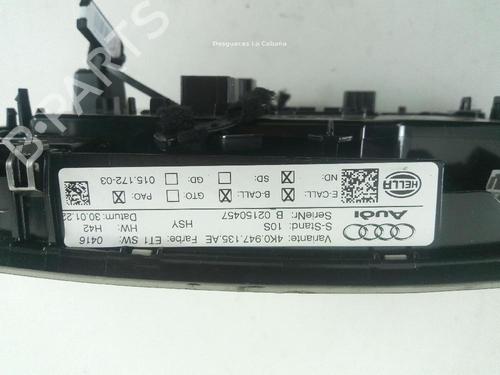 Desguaces La Cabaña
B-PARTS
HELLA
Audi
E-CALL: B-CALL: PAO:
ND: SD: GTO GD: 015.172-03
Variante: 4K0.947.135.AE Farbe: ET1 SW: 0416
S-Stand: 10S HSY HW: H42
SerieNr: B 02150457 Datum: 30.01.22